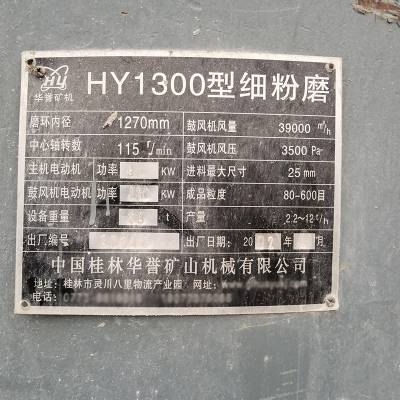 HY
华誉矿机
HY1300型细粉磨
磨环内径 1270mm 鼓风机风量 39000 m³/h
中心轴转数 115 r/min 鼓风机风压 3500 Pa
主机电动机 功率 KW 进料最大尺寸 25 mm
鼓风机电动机 功率 KW 成品粒度 80-600目
设备重量 t 产量 2.2-12 t/h
出厂编号 出厂日期: 20 年 月
中国桂林华誉矿山机械有限公司
地址: 桂林市灵川八里物流产业园 网址:
电话: